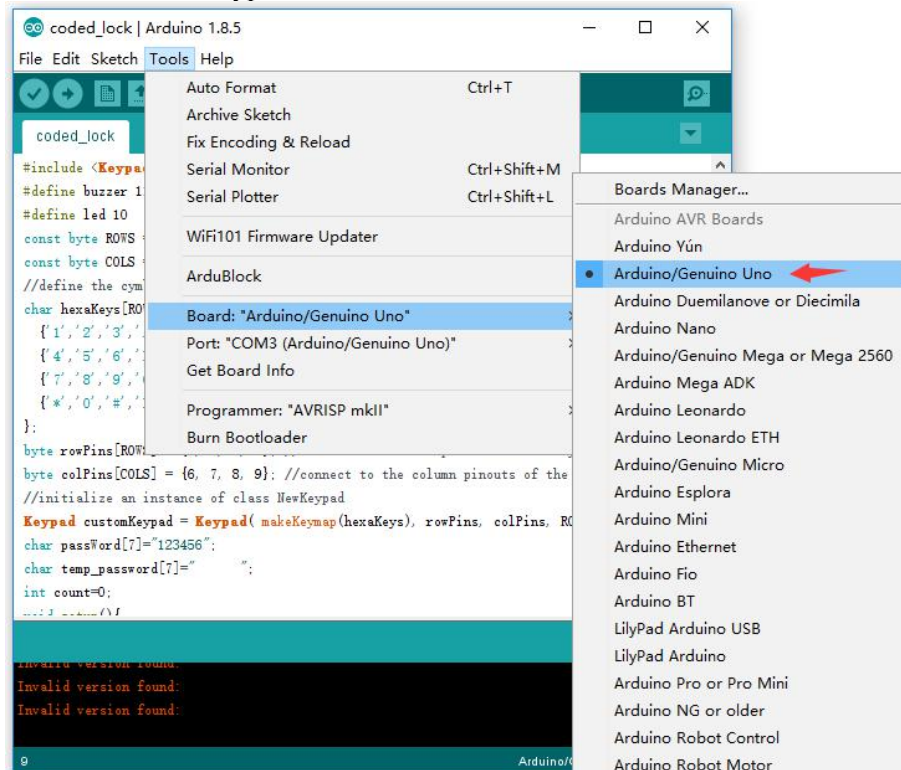 coded_lock | Arduino 1.8.5
File Edit Sketch Tools Help
Auto Format Ctrl+T
Archive Sketch
Fix Encoding & Reload
Serial Monitor Ctrl+Shift+M
Serial Plotter Ctrl+Shift+L
WiFi101 Firmware Updater
ArduBlock
Board: "Arduino/Genuino Uno"
Port: "COM3 (Arduino/Genuino Uno)"
Get Board Info
Programmer: "AVRISP mkII"
Burn Bootloader
Boards Manager...
Arduino AVR Boards
Arduino Yún
Arduino/Genuino Uno
Arduino Duemilanove or Diecimila
Arduino Nano
Arduino/Genuino Mega or Mega 2560
Arduino Mega ADK
Arduino Leonardo
Arduino Leonardo ETH
Arduino/Genuino Micro
Arduino Esplora
Arduino Mini
Arduino Ethernet
Arduino Fio
Arduino BT
LilyPad Arduino USB
LilyPad Arduino
Arduino Pro or Pro Mini
Arduino NG or older
Arduino Robot Control
Arduino Robot Motor
coded_lock
#include <Keypa
#define buzzer 1
#define led 10
const byte ROWS =
const byte COLS =
//define the cym
char hexaKeys[RO
{'1','2','3','
{'4','5','6','
{'7','8','9','
{'*','0','#','
};
byte rowPins[ROW
byte colPins[COLS] = {6, 7, 8, 9}; //connect to the column pinouts of the
//initialize an instance of class NewKeypad
Keypad customKeypad = Keypad( makeKeymap(hexaKeys), rowPins, colPins, RO
char passWord[7]="123456";
char temp_password[7]="      ";
int count=0;
void setup(){
Invalid version found:
Invalid version found:
Invalid version found:
9 Arduino/